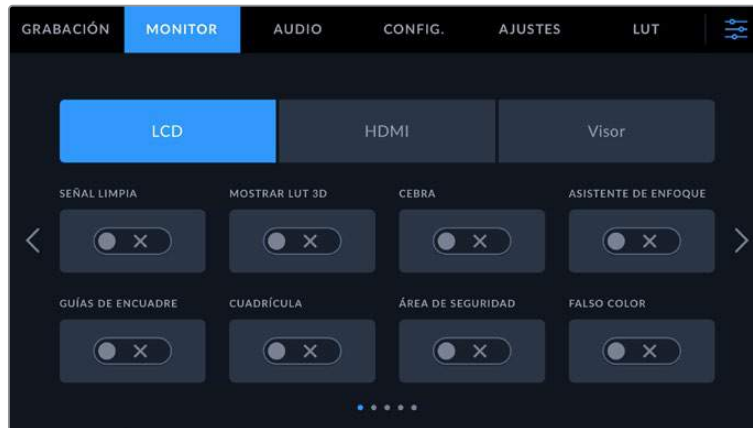 GRABACIÓN MONITOR AUDIO CONFIG. AJUSTES LUT
LCD HDMI Visor
SEÑAL LIMPIA MOSTRAR LUT 3D CEBRA ASISTENTE DE ENFOQUE
GUÍAS DE ENCUADRE CUADRÍCULA ÁREA DE SEGURIDAD FALSO COLOR